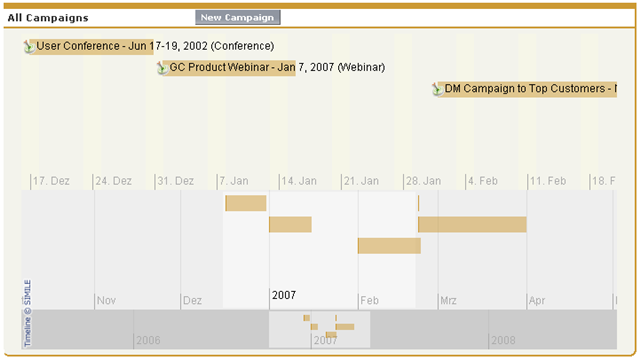 All Campaigns New Campaign
User Conference - Jun 17-19, 2002 (Conference)
GC Product Webinar - Jan 7, 2007 (Webinar)
DM Campaign to Top Customers -
17. Dez 24. Dez 31. Dez 7. Jan 14. Jan 21. Jan 28. Jan 4. Feb 11. Feb 18. F
Nov Dez 2007 Feb Mrz Apr
2006 2007 2008
Timeline © SIMILE